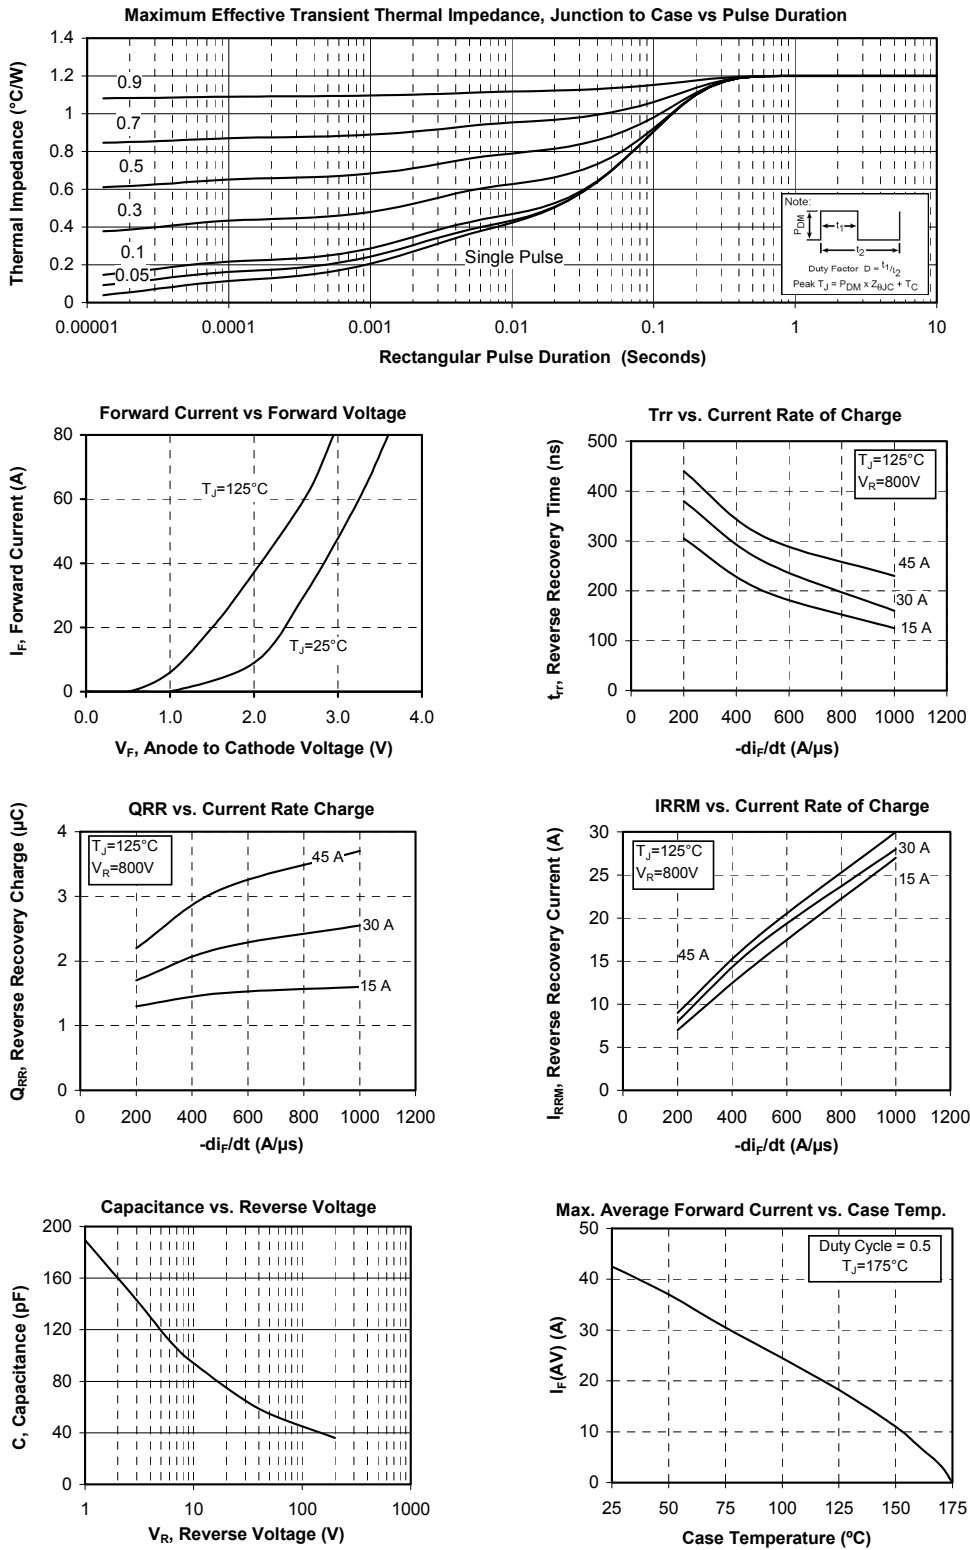 Maximum Effective Transient Thermal Impedance, Junction to Case vs Pulse Duration
Thermal Impedance (°C/W)
1.4
1.2
1
0.8
0.6
0.4
0.2
0
0.9
0.7
0.5
0.3
0.1
0.05
Single Pulse
Note:
PDM
t1
t2
Duty Factor D = t1/t2
Peak TJ = PDM x ZθJC + TC
0.00001 0.0001 0.001 0.01 0.1 1 10
Rectangular Pulse Duration (Seconds)
Forward Current vs Forward Voltage
IF, Forward Current (A)
80
60
40
20
0
TJ=125°C
TJ=25°C
0.0 1.0 2.0 3.0 4.0
VF, Anode to Cathode Voltage (V)
Trr vs. Current Rate of Charge
trr, Reverse Recovery Time (ns)
500
400
300
200
100
0
TJ=125°C
VR=800V
45 A
30 A
15 A
0 200 400 600 800 1000 1200
-diF/dt (A/µs)
QRR vs. Current Rate Charge
QRR, Reverse Recovery Charge (µC)
4
3
2
1
0
TJ=125°C
VR=800V
45 A
30 A
15 A
0 200 400 600 800 1000 1200
-diF/dt (A/µs)
IRRM vs. Current Rate of Charge
IRRM, Reverse Recovery Current (A)
30
25
20
15
10
5
0
TJ=125°C
VR=800V
30 A
15 A
45 A
0 200 400 600 800 1000 1200
-diF/dt (A/µs)
Capacitance vs. Reverse Voltage
C, Capacitance (pF)
200
160
120
80
40
0
1 10 100 1000
VR, Reverse Voltage (V)
Max. Average Forward Current vs. Case Temp.
IF(AV) (A)
50
40
30
20
10
0
Duty Cycle = 0.5
TJ=175°C
25 50 75 100 125 150 175
Case Temperature (ºC)